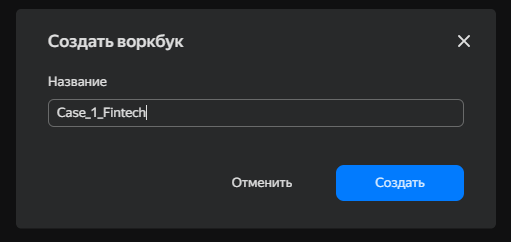 Создать воркбук
Название
Case_1_Fintech
Отменить
Создать